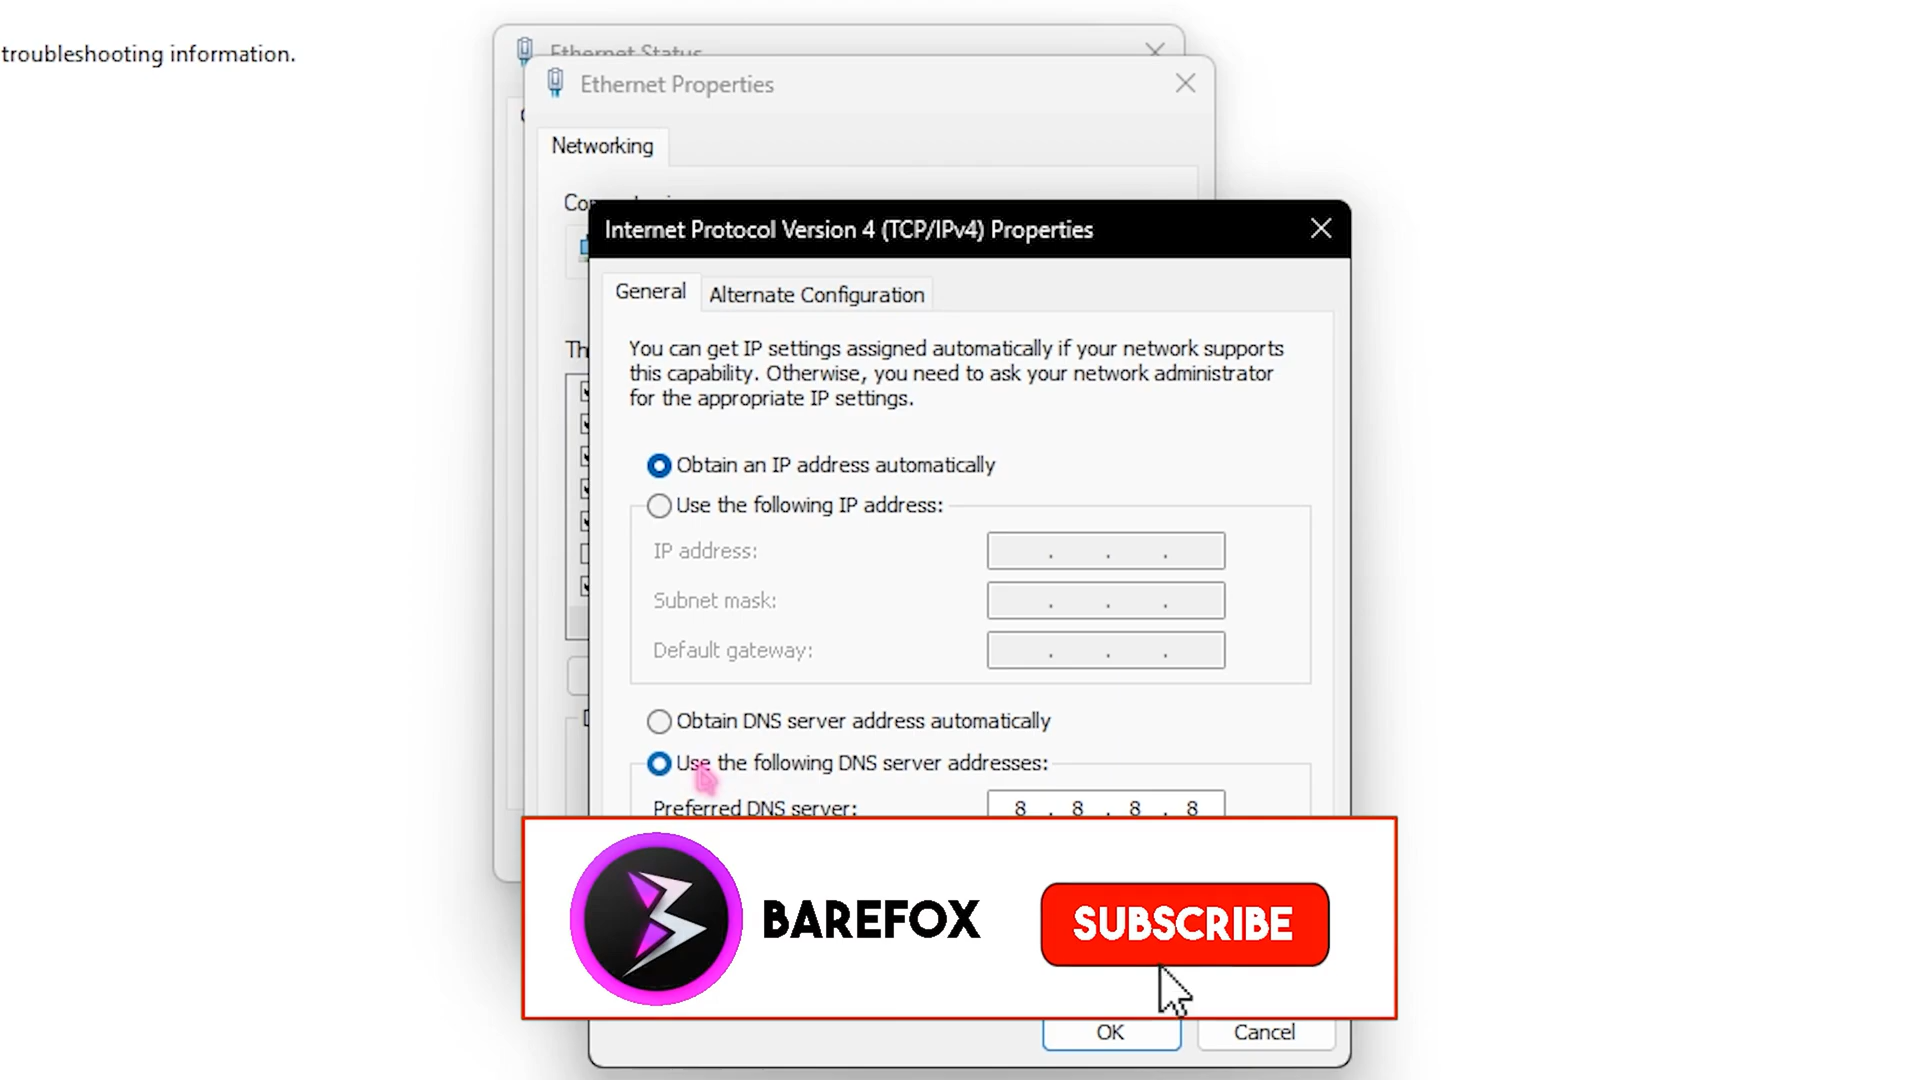 troubleshooting information.
Ethernet Status
Ethernet Properties
Networking
Internet Protocol Version 4 (TCP/IPv4) Properties
General
Alternate Configuration
You can get IP settings assigned automatically if your network supports
this capability. Otherwise, you need to ask your network administrator
for the appropriate IP settings.
Obtain an IP address automatically
Use the following IP address:
IP address:
Subnet mask:
Default gateway:
Obtain DNS server address automatically
Use the following DNS server addresses:
Preferred DNS server: 8 . 8 . 8 . 8
BAREFOX
SUBSCRIBE
OK
Cancel